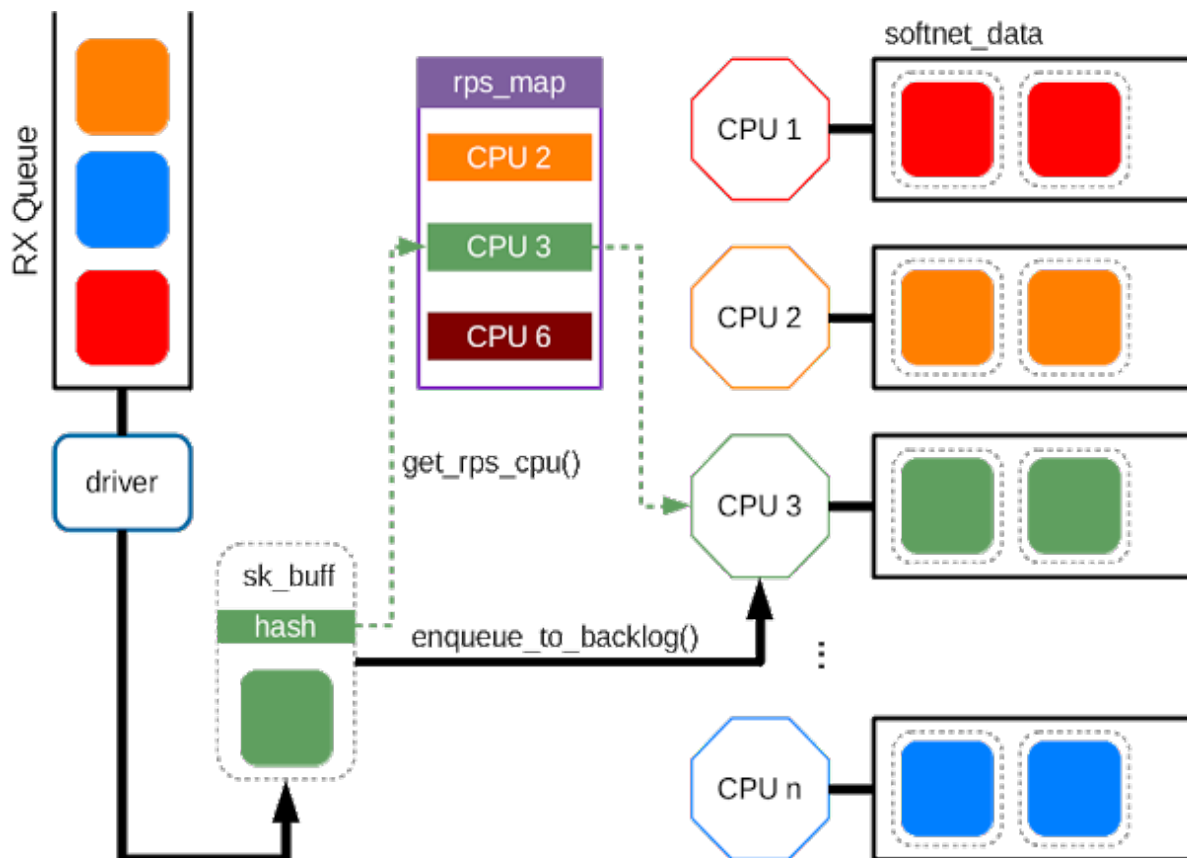 softnet_data
RX Queue
rps_map
CPU 2
CPU 3
CPU 6
CPU 1
CPU 2
get_rps_cpu()
driver
CPU 3
sk_buff
hash
enqueue_to_backlog()
...
CPU n